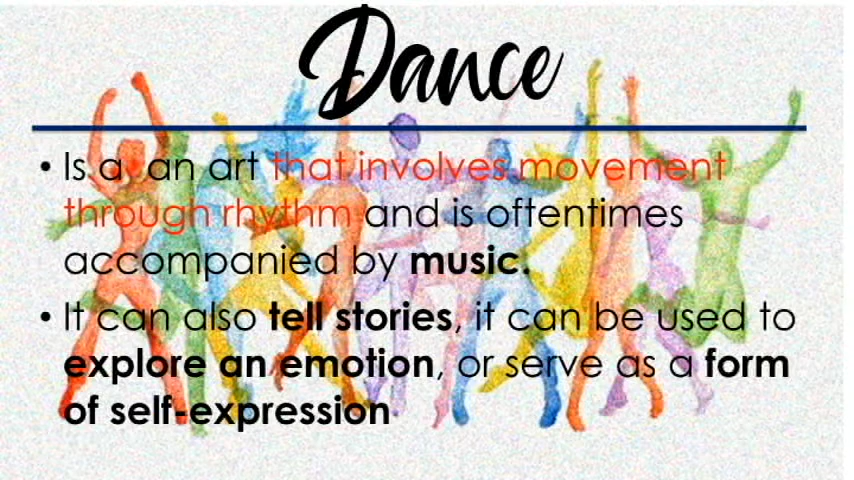 Dance
• Is a an art that involves movement
through rhythm and is oftentimes
accompanied by music.
• It can also tell stories, it can be used to
explore an emotion, or serve as a form
of self-expression